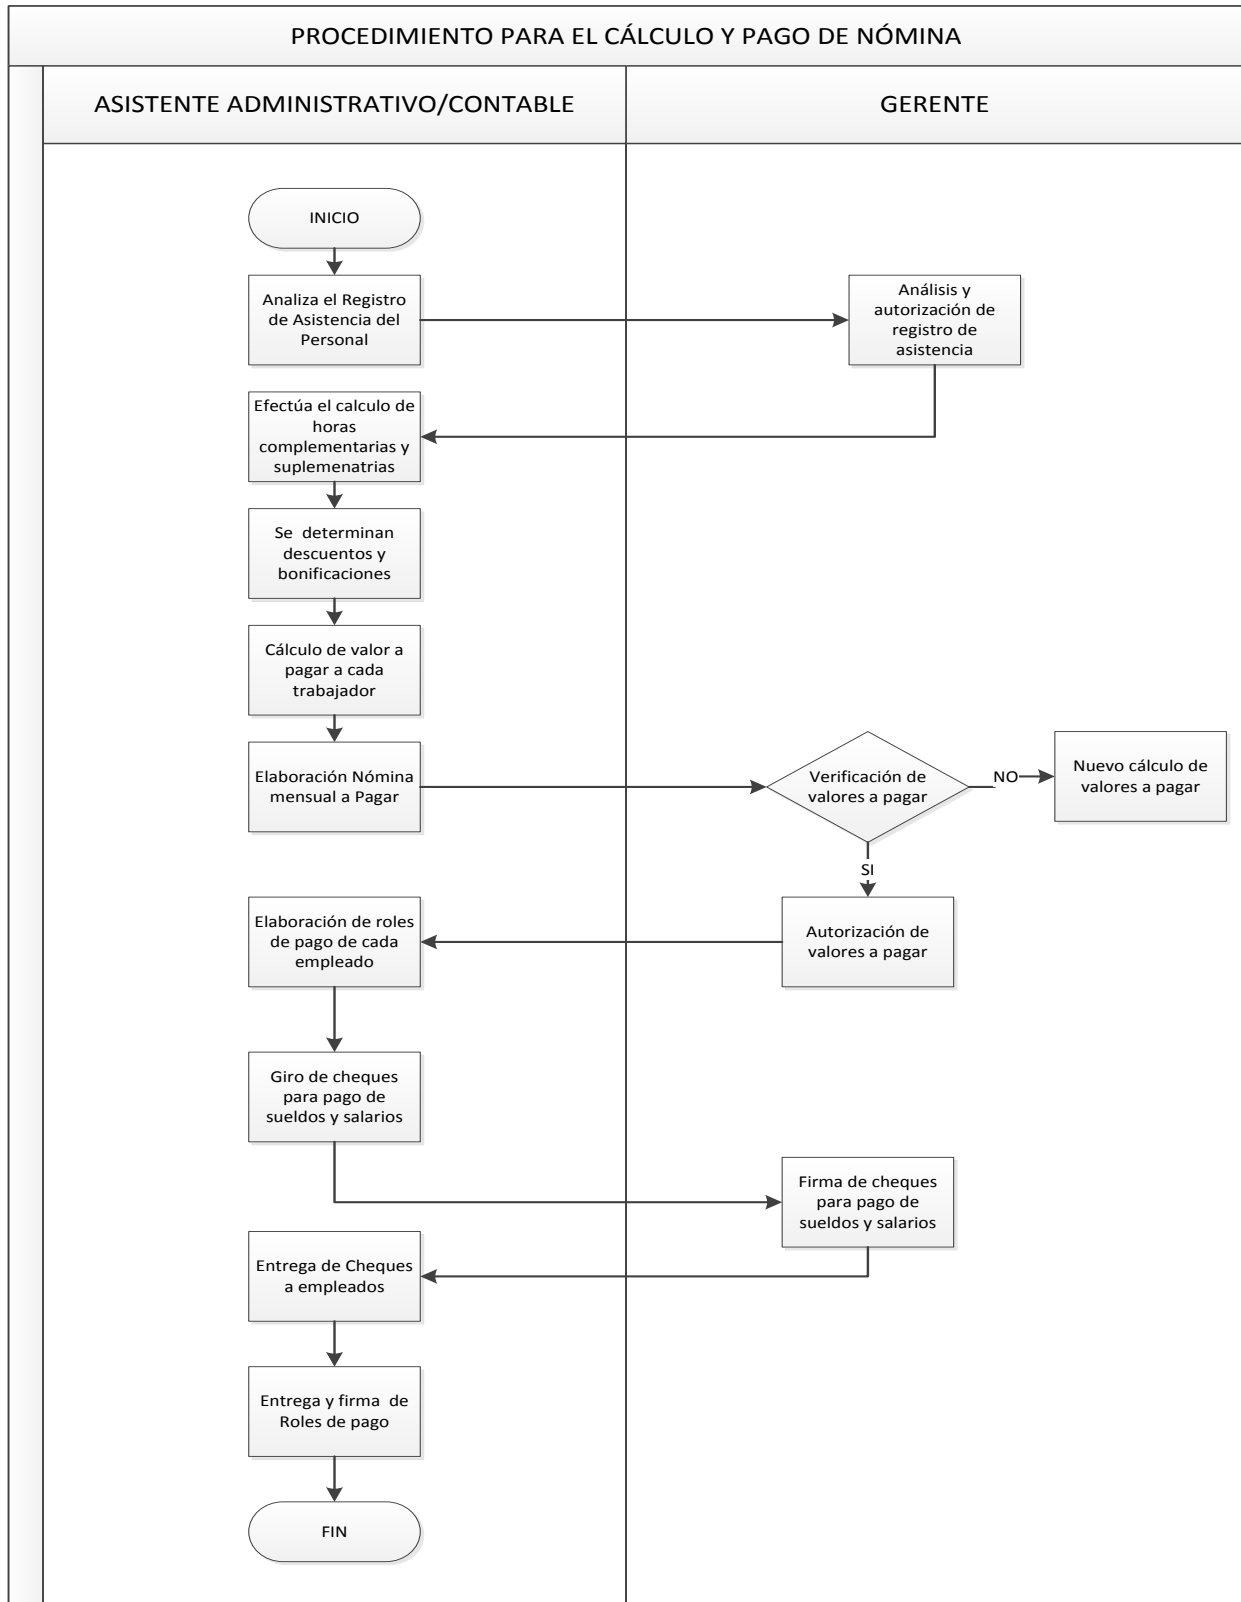 PROCEDIMIENTO PARA EL CÁLCULO Y PAGO DE NÓMINA
ASISTENTE ADMINISTRATIVO/CONTABLE
GERENTE
INICIO
Analiza el Registro
de Asistencia del
Personal
Análisis y
autorización de
registro de
asistencia
Efectúa el calculo de
horas
complementarias y
suplemenatrias
Se determinan
descuentos y
bonificaciones
Cálculo de valor a
pagar a cada
trabajador
Elaboración Nómina
mensual a Pagar
Verificación de
valores a pagar
NO
Nuevo cálculo de
valores a pagar
SI
Autorización de
valores a pagar
Elaboración de roles
de pago de cada
empleado
Giro de cheques
para pago de
sueldos y salarios
Firma de cheques
para pago de
sueldos y salarios
Entrega de Cheques
a empleados
Entrega y firma de
Roles de pago
FIN